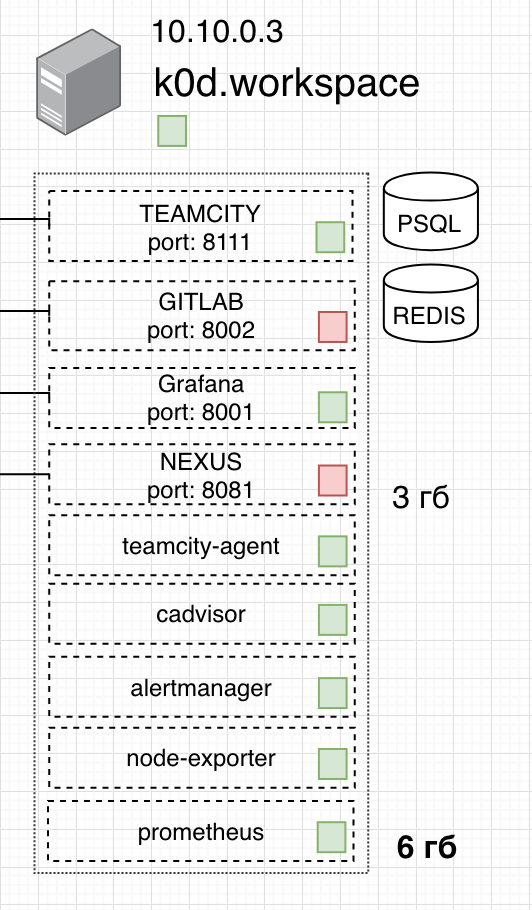 10.10.0.3
k0d.workspace
TEAMCITY
port: 8111
PSQL
GITLAB
port: 8002
REDIS
Grafana
port: 8001
NEXUS
port: 8081
3 гб
teamcity-agent
cadvisor
alertmanager
node-exporter
prometheus
6 гб